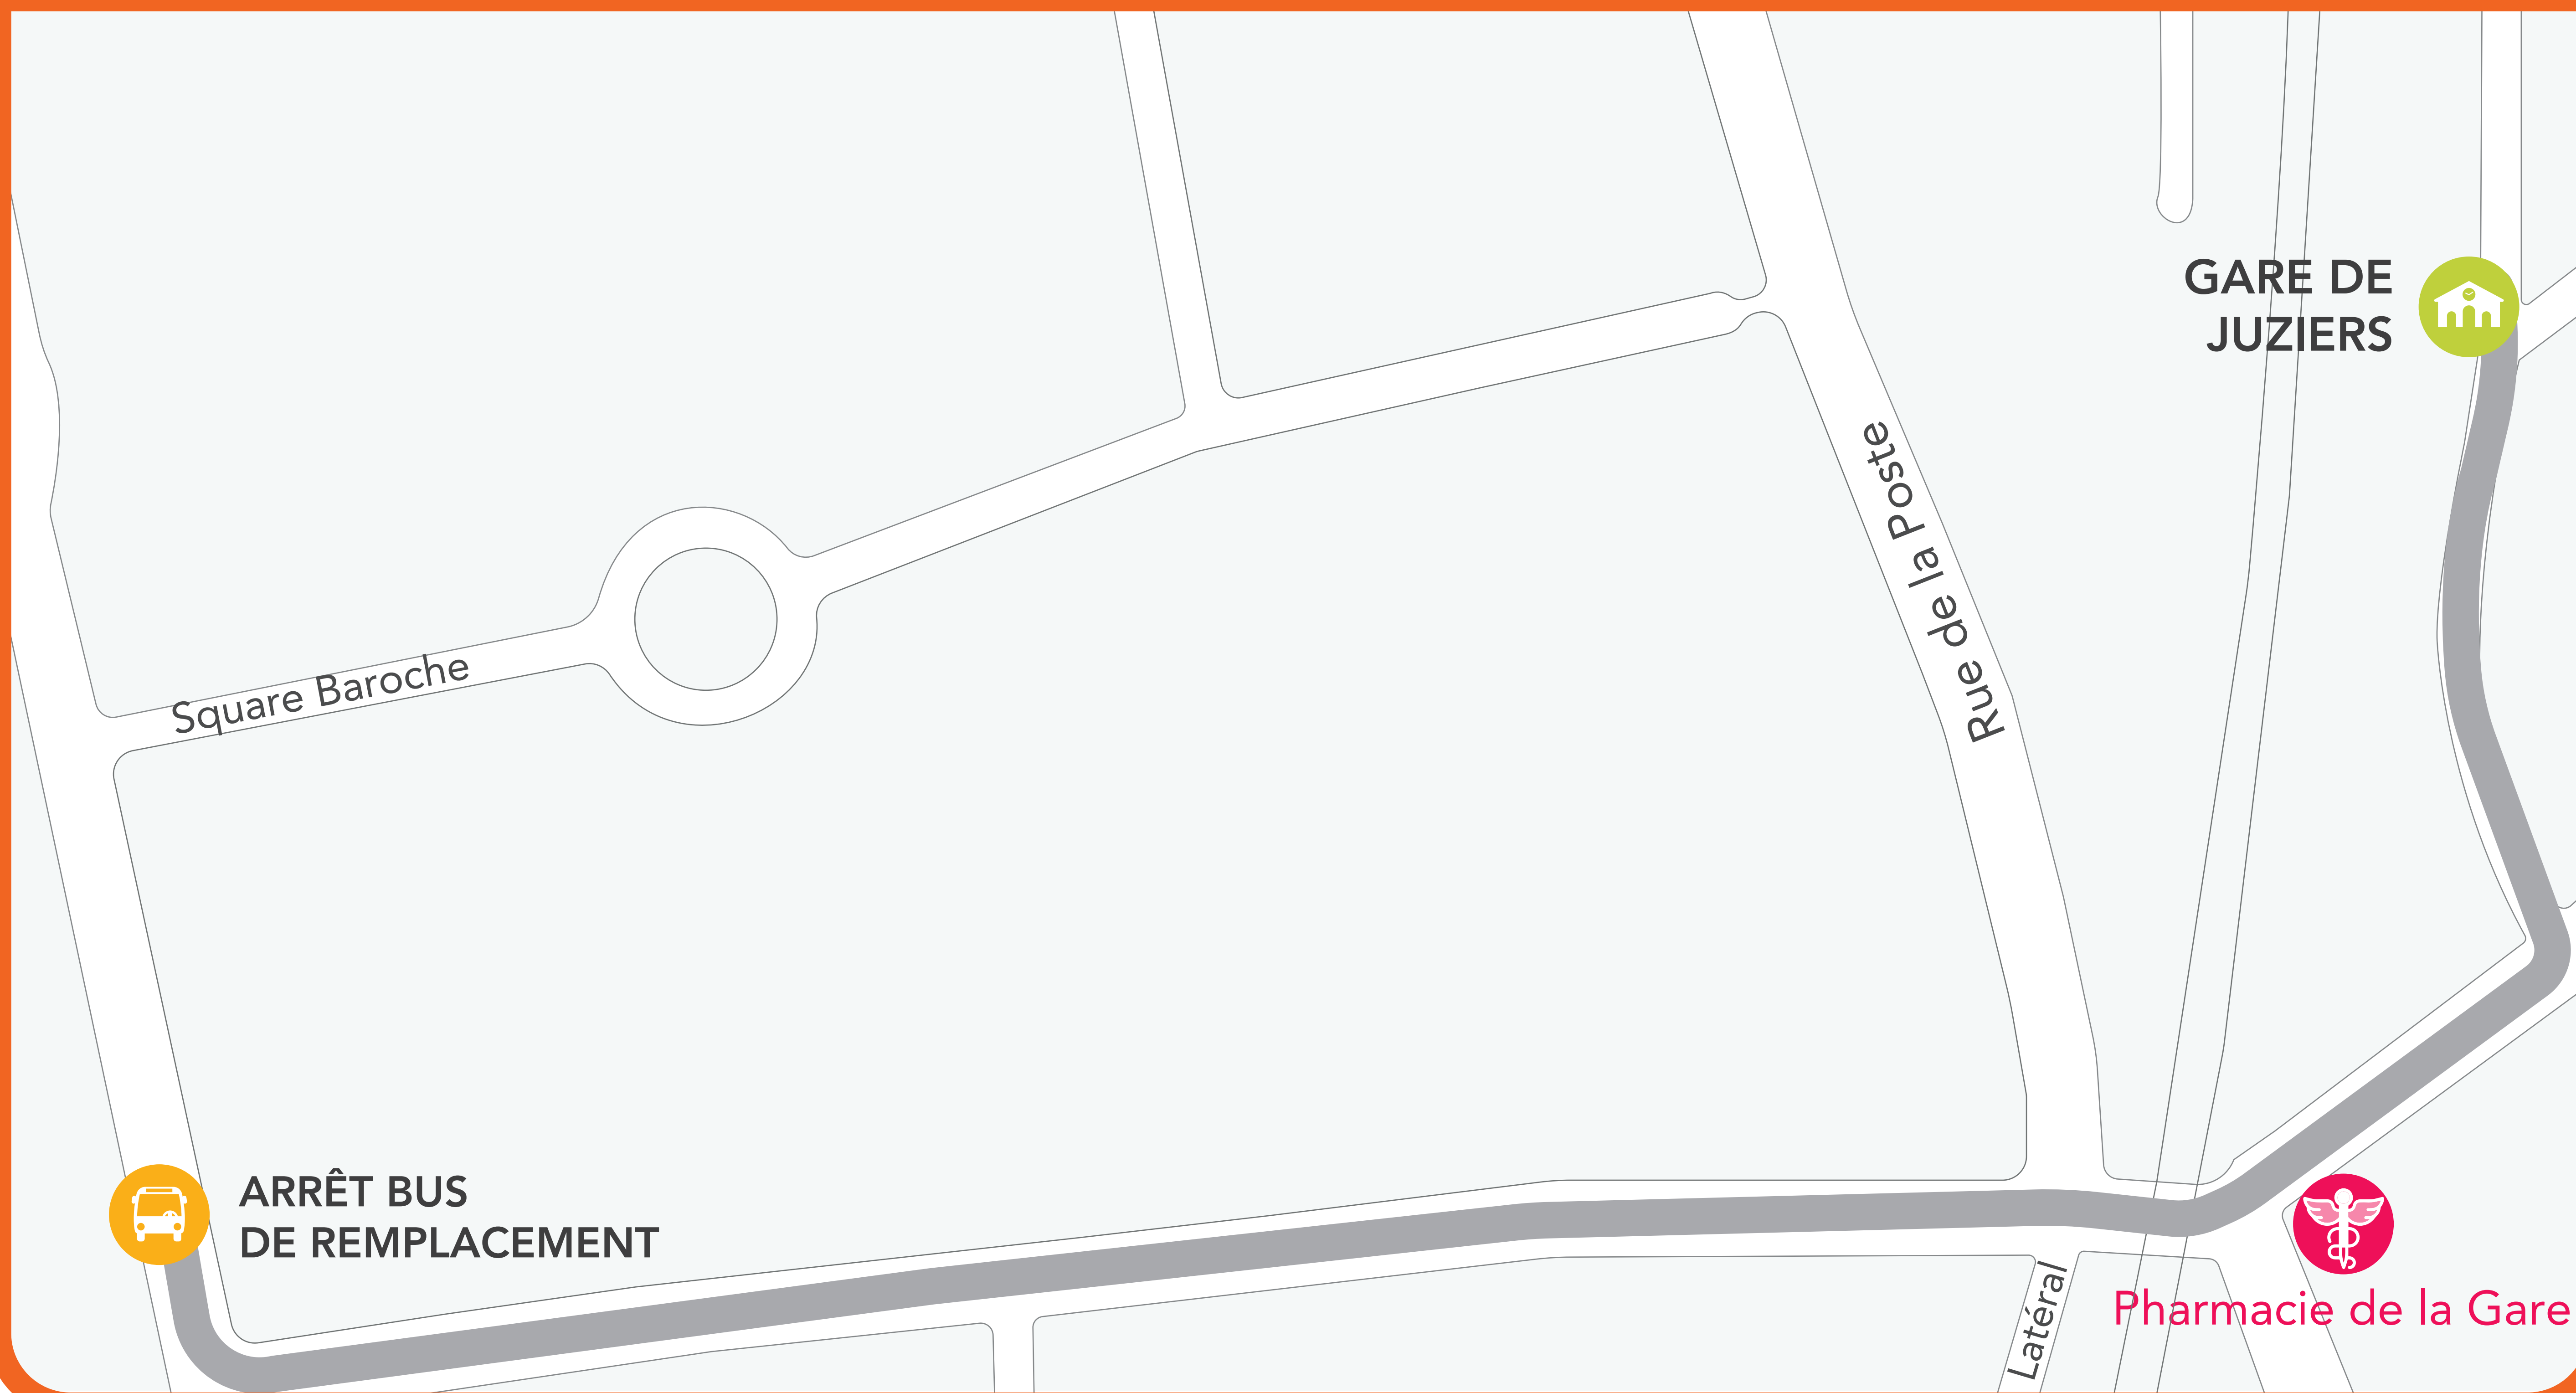 GARE DE
JUZIERS
Rue de la Poste
Square Baroche
ARRÊT BUS
DE REMPLACEMENT
Latéral
Pharmacie de la Gare